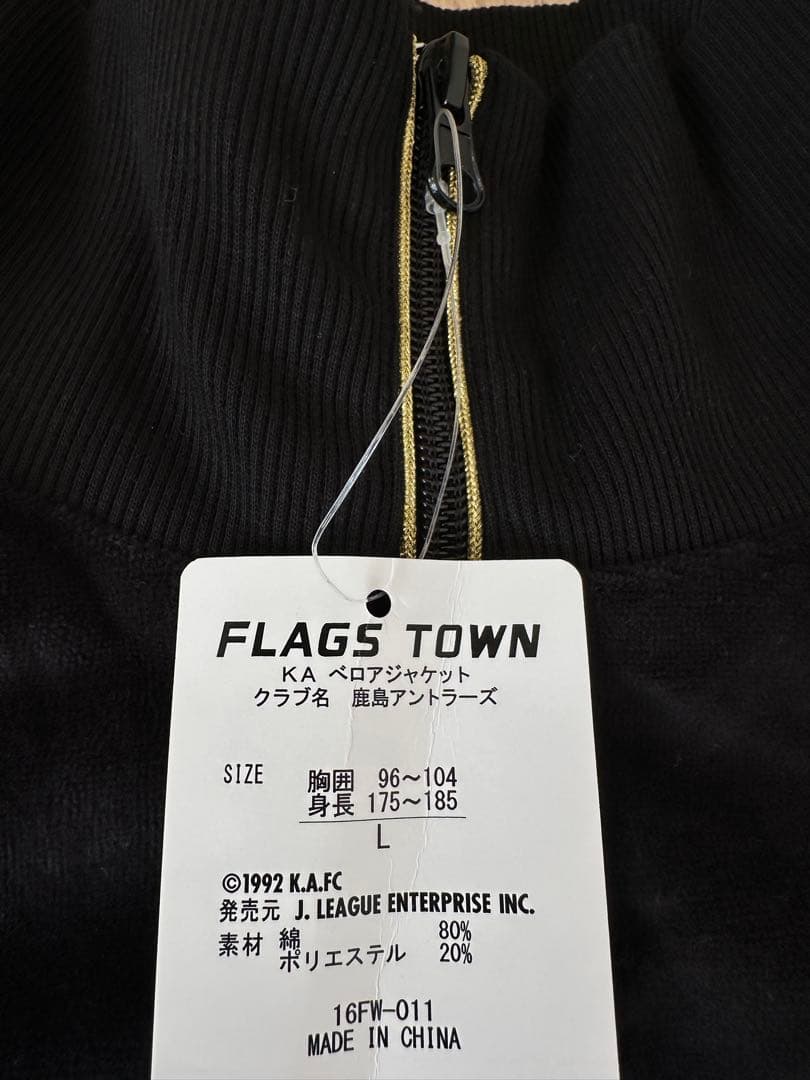 FLAGS TOWN
KA ベロアジャケット
クラブ名 鹿島アントラーズ
SIZE 胸囲 96～104
身長 175～185
L
©1992 K.A.FC
発売元 J. LEAGUE ENTERPRISE INC.
素材 綿 80%
ポリエステル 20%
16FW-011
MADE IN CHINA